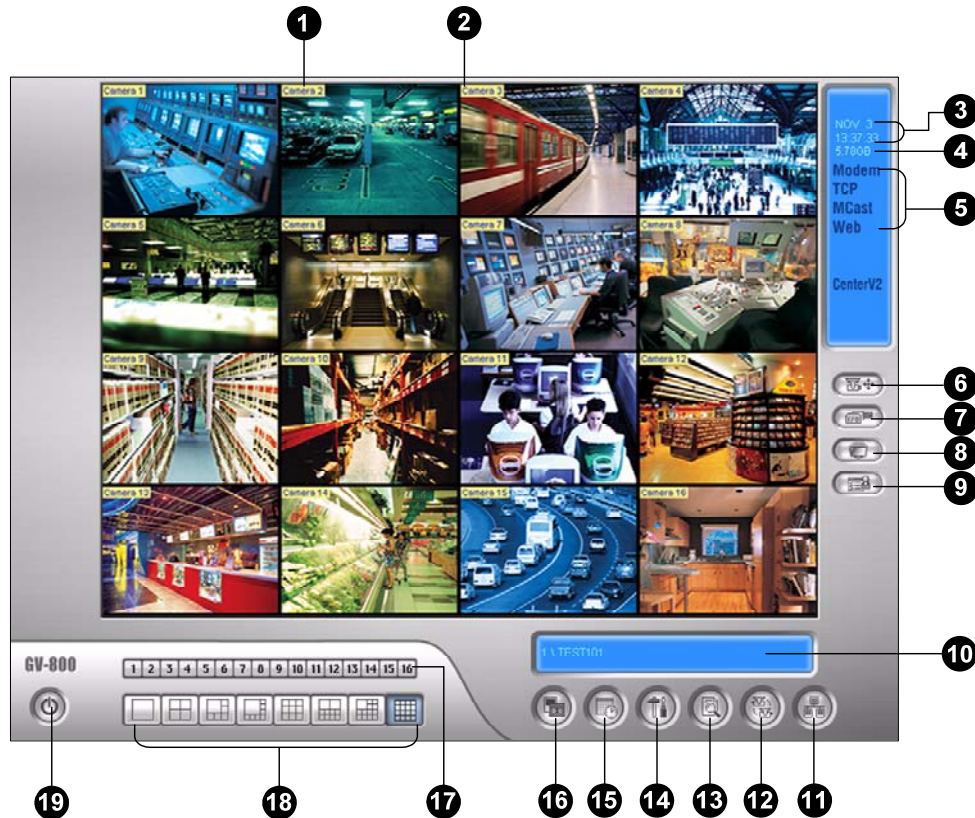 1
2
Camera 1
Camera 2
Camera 3
Camera 4
NOV 3
13:37:33
5.78GB
Modem
TCP
MCast
Web
CenterV2
3
4
5
Camera 5
Camera 6
Camera 7
Camera 8
Camera 9
Camera 10
Camera 11
Camera 12
6
7
8
9
Camera 13
Camera 14
Camera 15
Camera 16
1 \ TEST101
10
GV-800
1 2 3 4 5 6 7 8 9 10 11 12 13 14 15 16
19
18
17
16
15
14
13
12
11